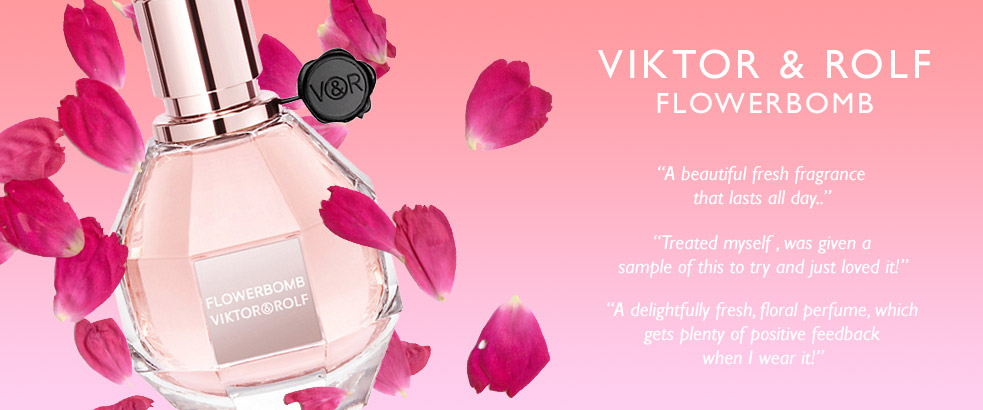 V&R
FLOWERBOMB
VIKTOR&ROLF
VIKTOR & ROLF
FLOWERBOMB
“A beautiful fresh fragrance
that lasts all day..”
“Treated myself , was given a
sample of this to try and just loved it!”
“A delightfully fresh, floral perfume, which
gets plenty of positive feedback
when I wear it!”